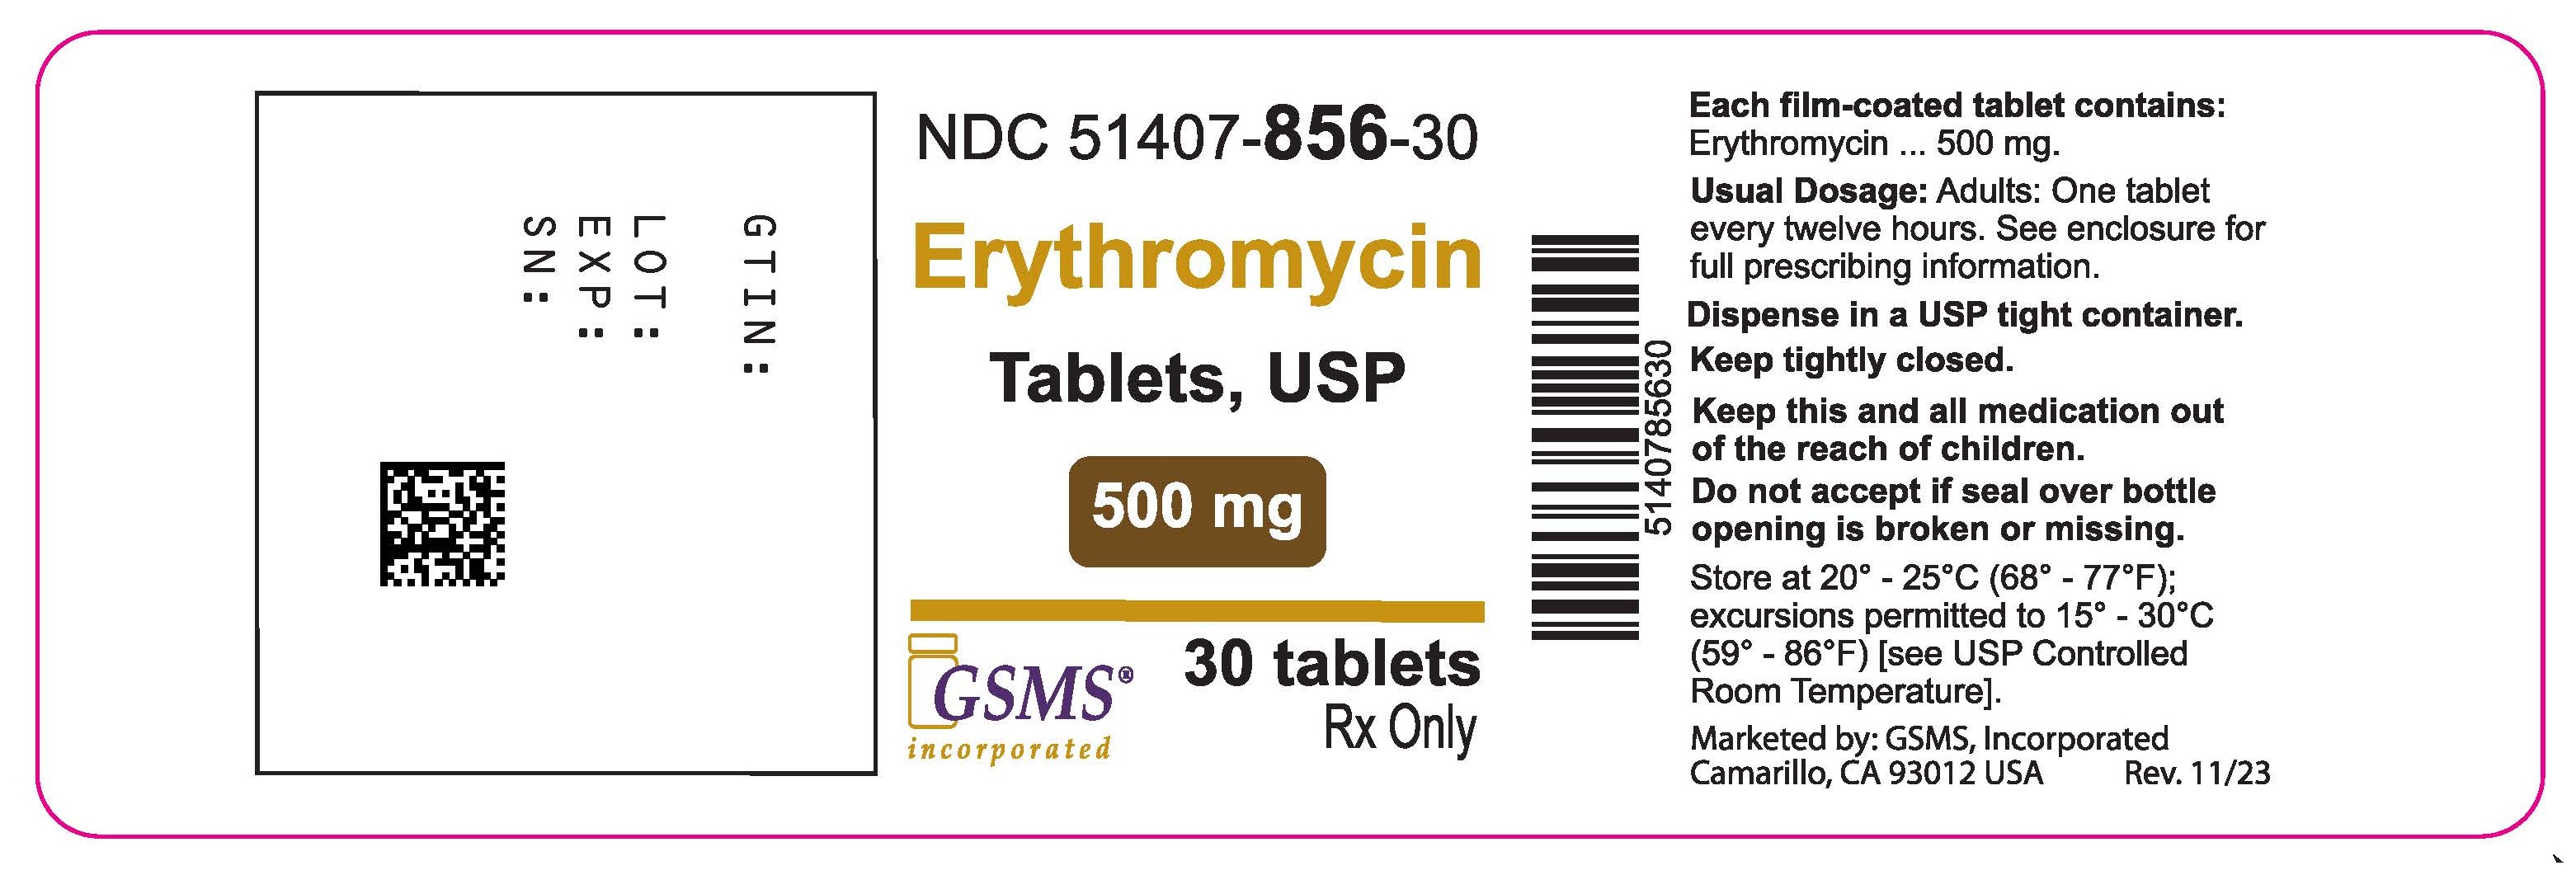 GTIN:
LOT:
EXP:
SN:
NDC 51407-856-30
Erythromycin
Tablets, USP
500 mg
GSMS®
incorporated
30 tablets
Rx Only
5140785630
Each film-coated tablet contains:
Erythromycin ... 500 mg.
Usual Dosage: Adults: One tablet
every twelve hours. See enclosure for
full prescribing information.
Dispense in a USP tight container.
Keep tightly closed.
Keep this and all medication out
of the reach of children.
Do not accept if seal over bottle
opening is broken or missing.
Store at 20° - 25°C (68° - 77°F);
excursions permitted to 15° - 30°C
(59° - 86°F) [see USP Controlled
Room Temperature].
Marketed by: GSMS, Incorporated
Camarillo, CA 93012 USA Rev. 11/23